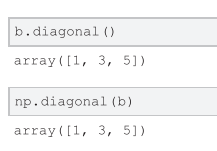 b.diagonal()
array([1, 3, 5])
np.diagonal(b)
array([1, 3, 5])